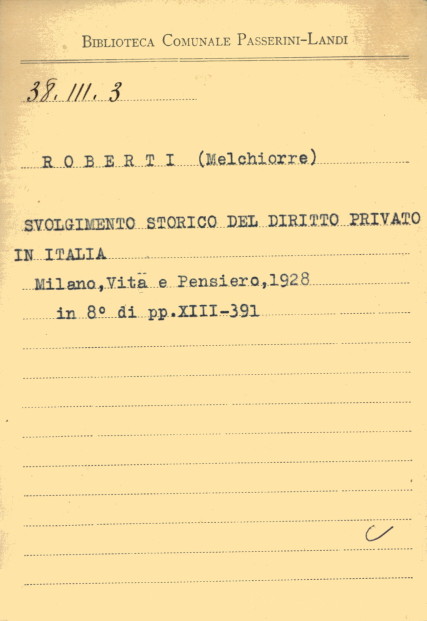 BIBLIOTECA COMUNALE PASSERINI-LANDI
38. III. 3
R O B E R T I (Melchiorre)
SVOLGIMENTO STORICO DEL DIRITTO PRIVATO
IN ITALIA
Milano,Vita e Pensiero,1928
in 8° di pp.XIII-391